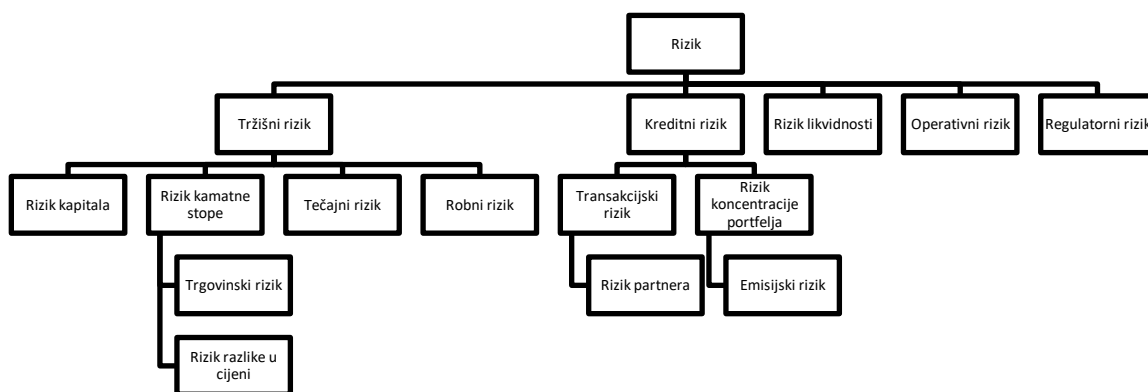 Rizik
Tržišni rizik
Kreditni rizik
Rizik likvidnosti
Operativni rizik
Regulatorni rizik
Rizik kapitala
Rizik kamatne
stope
Tečajni rizik
Robni rizik
Transakcijski
rizik
Rizik
koncentracije
portfelja
Trgovinski rizik
Rizik partnera
Emisijski rizik
Rizik razlike u
cijeni